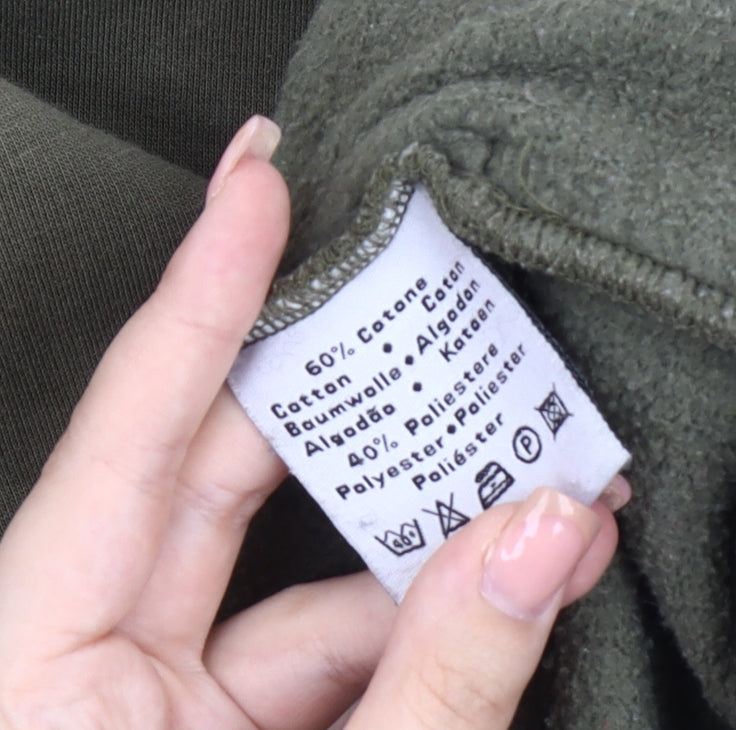 60% Cotone
Cotton ◆ Coton
Baumwolle ◆ Algodon
Algodão ◆ Katoen
40% Poliestere
Polyester ◆ Poliester
Poliéster
P